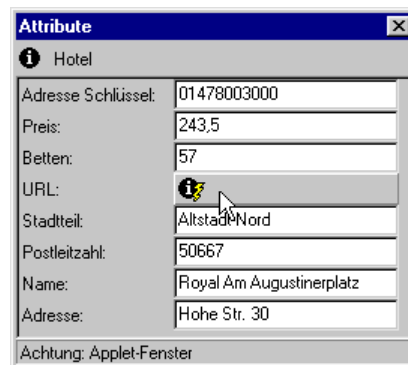 Attribute
Hotel
Adresse Schlüssel: 01478003000
Preis: 243,5
Betten: 57
URL:
Stadtteil: Altstadt-Nord
Postleitzahl: 50667
Name: Royal Am Augustinerplatz
Adresse: Hohe Str. 30
Achtung: Applet-Fenster